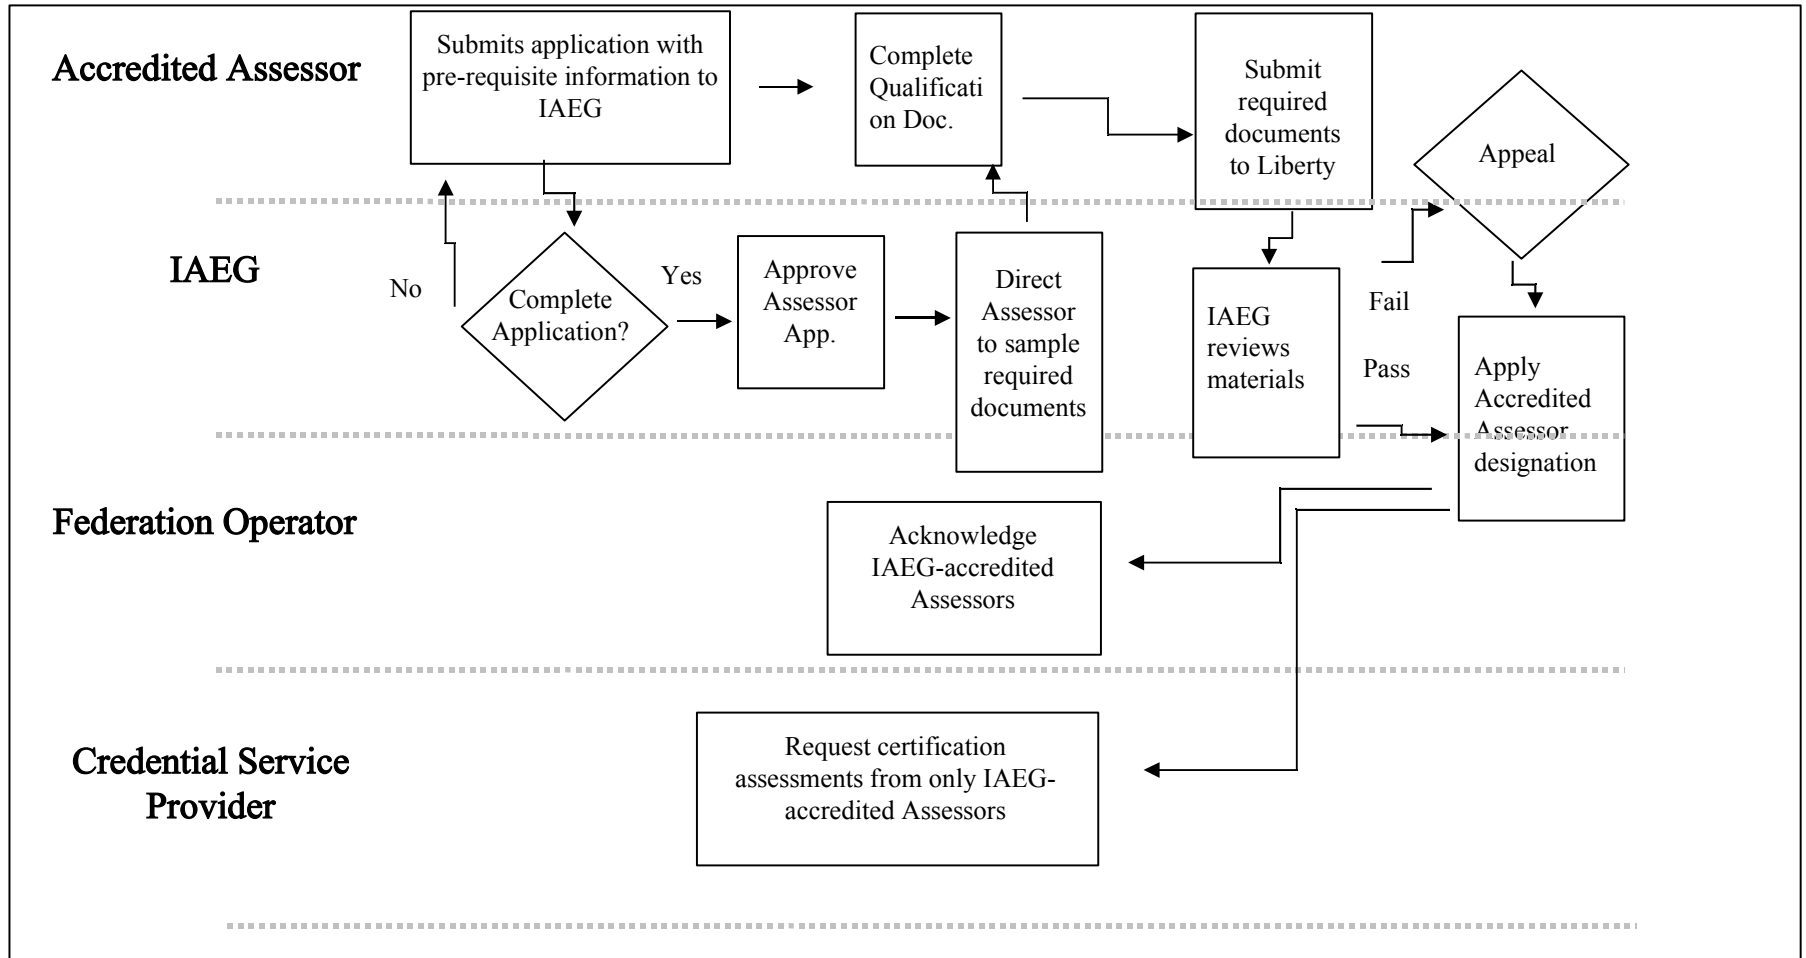 Accredited Assessor
Submits application with
pre-requisite information to
IAEG
Complete
Qualificati
on Doc.
Submit
required
documents
to Liberty
Appeal
IAEG
No
Complete
Application?
Yes
Approve
Assessor
App.
Direct
Assessor
to sample
required
documents
IAEG
reviews
materials
Fail
Pass
Apply
Accredited
Assessor
designation
Federation Operator
Acknowledge
IAEG-accredited
Assessors
Credential Service
Provider
Request certification
assessments from only IAEG-
accredited Assessors